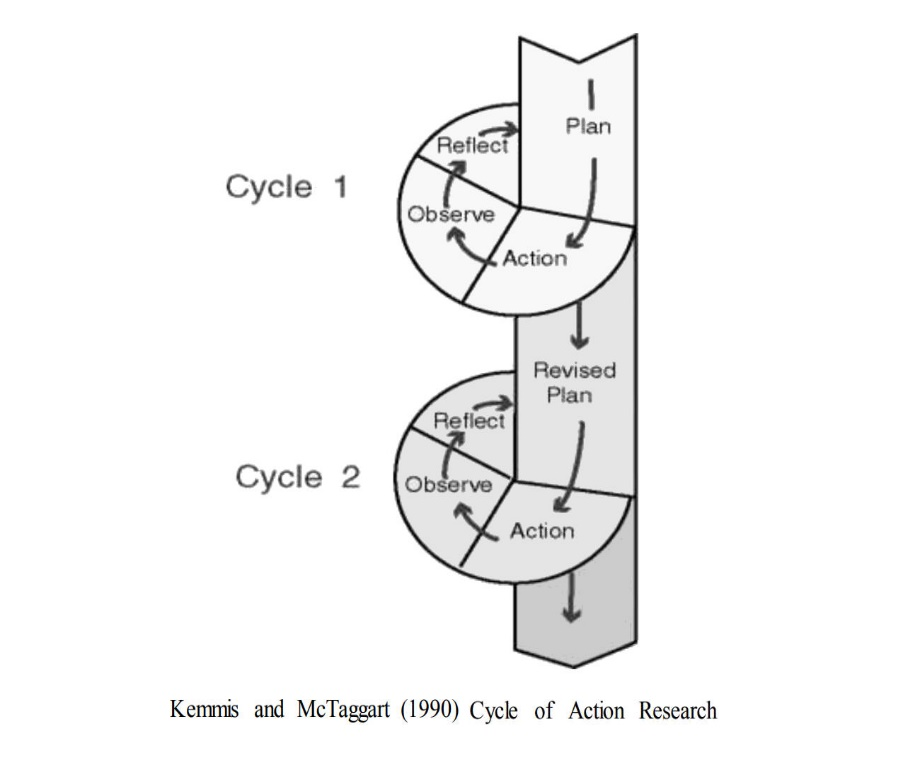 Plan
Reflect
Cycle 1
Observe
Action
Revised
Plan
Reflect
Cycle 2
Observe
Action
Kemmis and McTaggart (1990) Cycle of Action Research